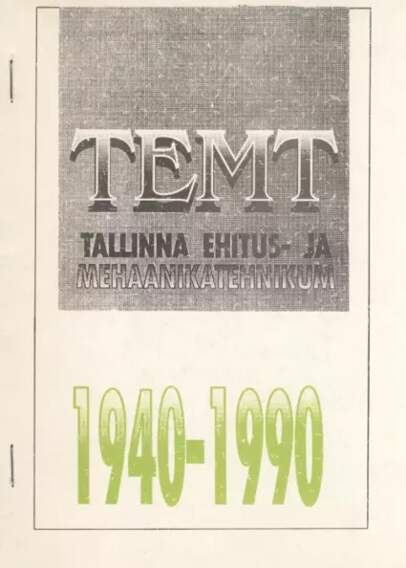 TEMT
TALLINNA EHITUS- JA
MEHAANIKATEHNIKUM
1940-1990